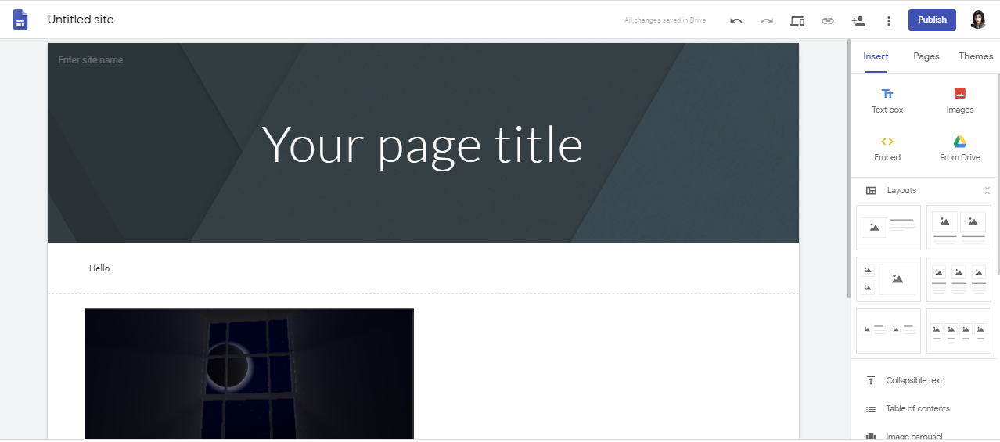 Untitled site
All changes saved in Drive
Publish
Enter site name
Your page title
Hello
Insert Pages Themes
Text box Images
Embed From Drive
Layouts
Collapsible text
Table of contents
Image carousel